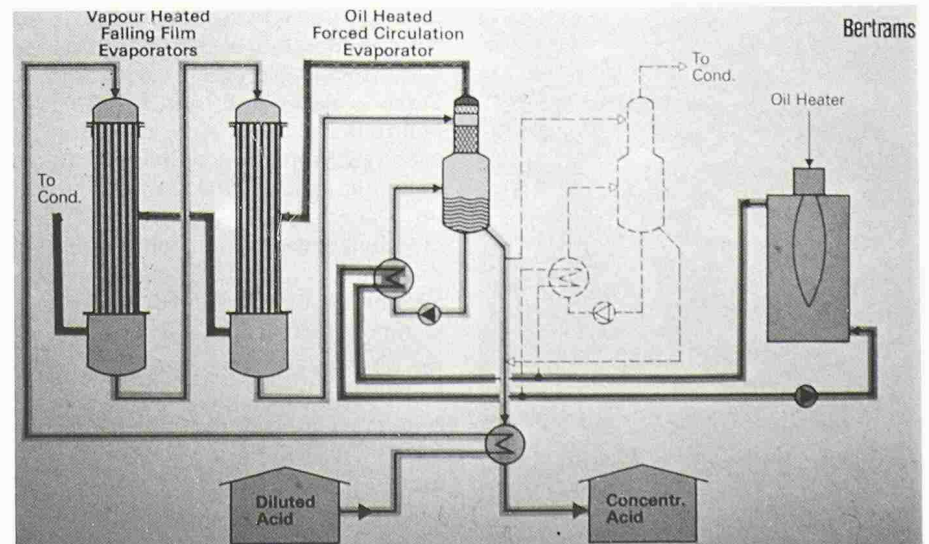 Vapour Heated
Falling Film
Evaporators
Oil Heated
Forced Circulation
Evaporator
Bertrams
To
Cond.
Oil Heater
To
Cond.
Diluted
Acid
Concentr.
Acid